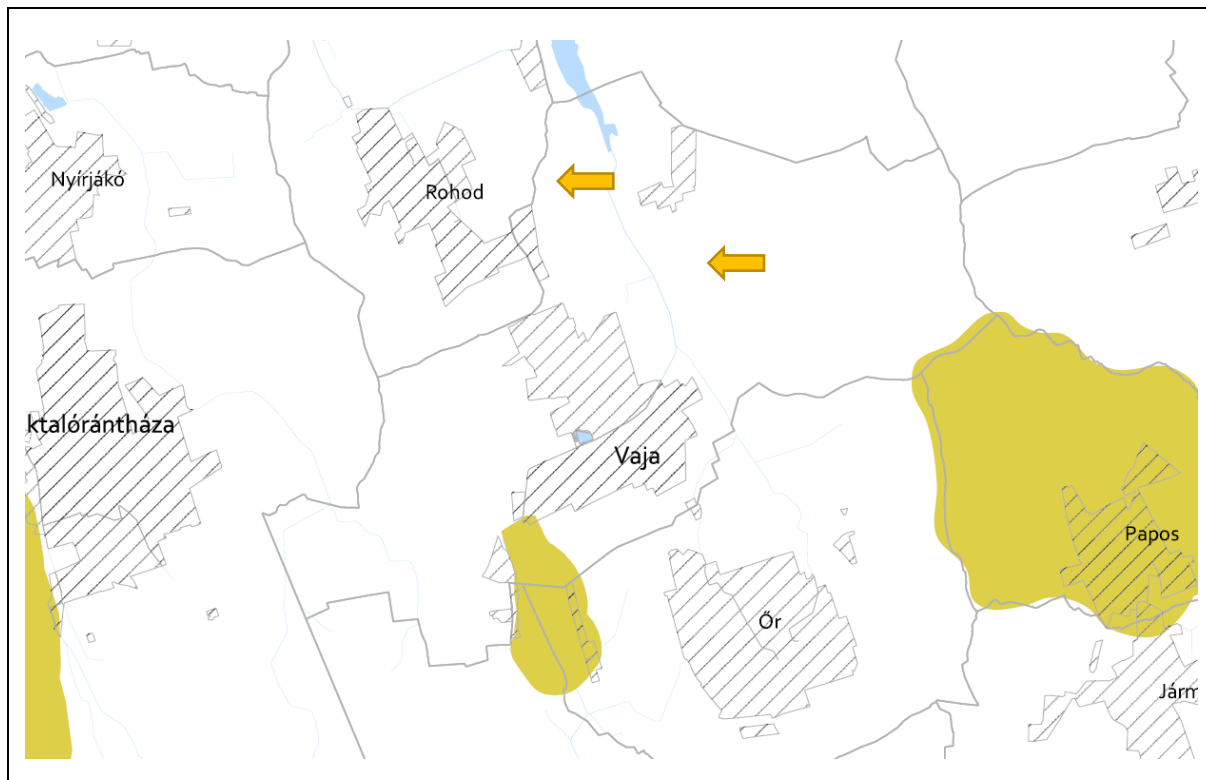 Nyírjákó
Rohod
ktalórántháza
Vaja
Papos
Őr
Járm